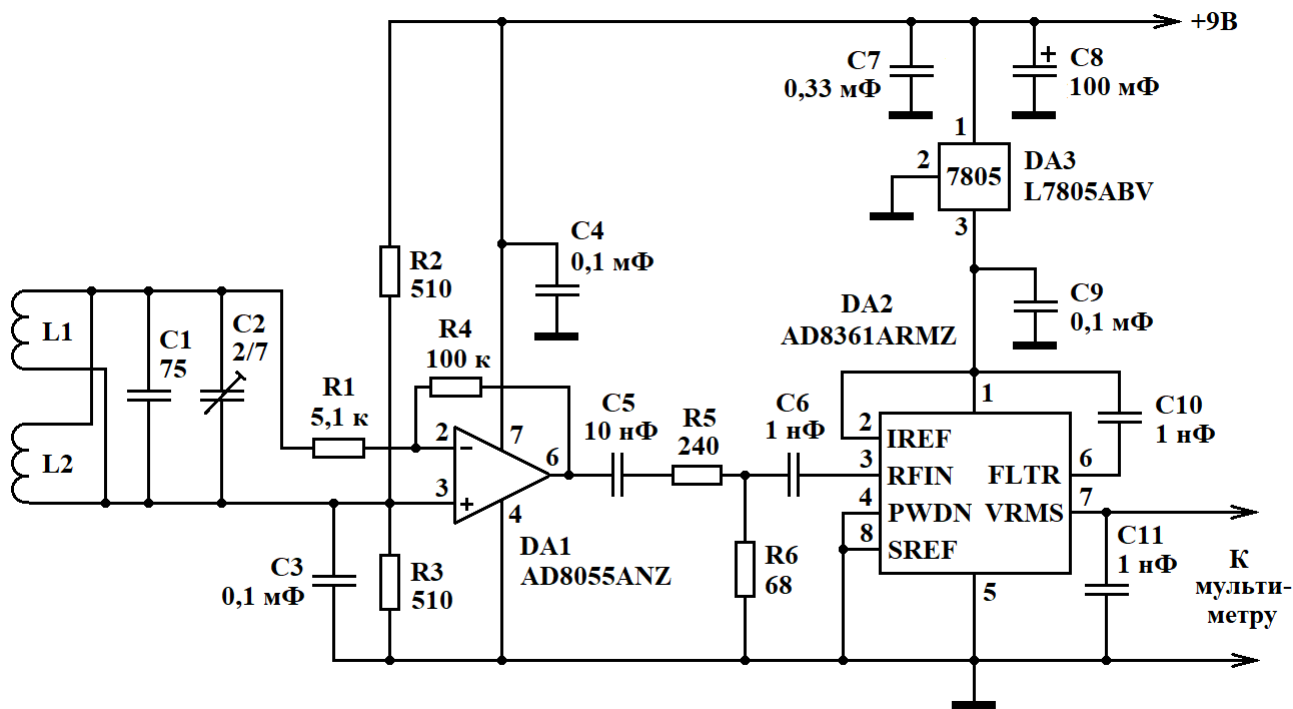 +9В
C7
0,33 мФ
+
C8
100 мФ
1
2
7805
3
DA3
L7805ABV
C4
0,1 мФ
R2
510
C9
0,1 мФ
DA2
AD8361ARMZ
L1
C1
75
C2
2/7
R4
100 к
R1
5,1 к
L2
2
−
7
6
3
+
4
DA1
AD8055ANZ
C5
10 нФ
R5
240
C6
1 нФ
1
C10
1 нФ
2
IREF
3
RFIN
FLTR
6
4
PWDN
VRMS
7
8
SREF
5
C3
0,1 мФ
R3
510
R6
68
C11
1 нФ
К
мульти-
метру